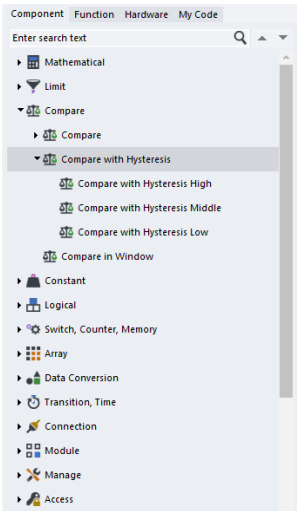 Component Function Hardware My Code
Enter search text
Mathematical
Limit
Compare
Compare
Compare with Hysteresis
Compare with Hysteresis High
Compare with Hysteresis Middle
Compare with Hysteresis Low
Compare in Window
Constant
Logical
Switch, Counter, Memory
Array
Data Conversion
Transition, Time
Connection
Module
Manage
Access